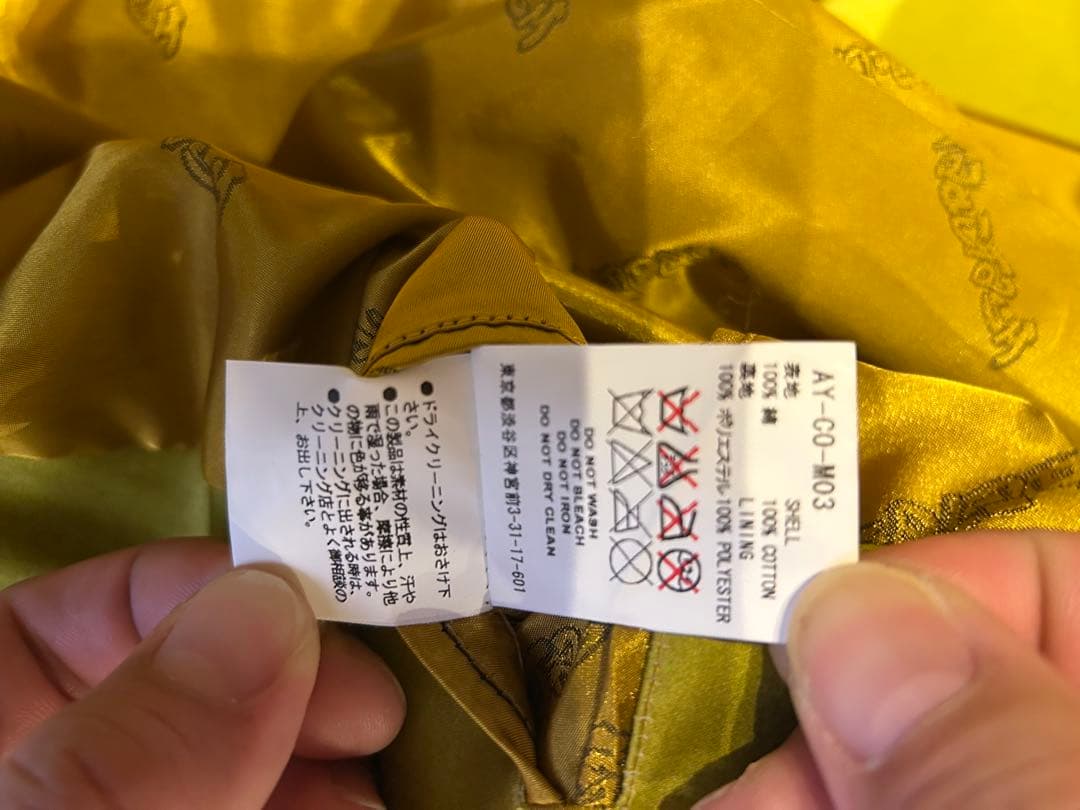 AY-CO-M03
表地 SHELL
100% 綿 100% COTTON
裏地 LINING
100% ポリエステル 100% POLYESTER
DO NOT WASH
DO NOT BLEACH
DO NOT IRON
DO NOT DRY CLEAN
東京都渋谷区神宮前3-31-17-601
●ドライクリーニングはおさけ下
さい。
●この製品は素材の性質上、汗や
雨で湿った場合、摩擦により他
の物に色が移る事があります。
●クリーニングに出される時は、
クリーニング店とよく御相談の
上、お出し下さい。